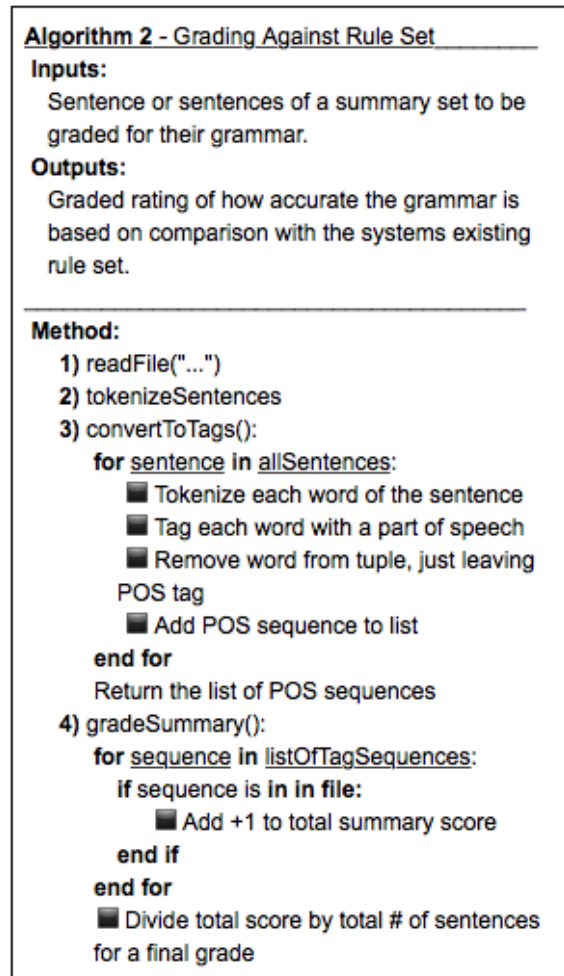 Algorithm 2 - Grading Against Rule Set
Inputs:
Sentence or sentences of a summary set to be
graded for their grammar.
Outputs:
Graded rating of how accurate the grammar is
based on comparison with the systems existing
rule set.
Method:
1) readFile("...")
2) tokenizeSentences
3) convertToTags():
for sentence in allSentences:
■ Tokenize each word of the sentence
■ Tag each word with a part of speech
■ Remove word from tuple, just leaving
POS tag
■ Add POS sequence to list
end for
Return the list of POS sequences
4) gradeSummary():
for sequence in listOfTagSequences:
if sequence is in in file:
■ Add +1 to total summary score
end if
end for
■ Divide total score by total # of sentences
for a final grade